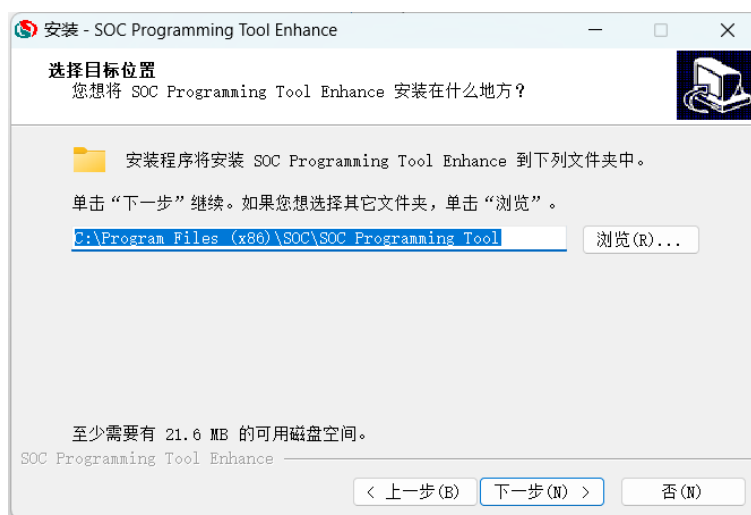 安装 - SOC Programming Tool Enhance
选择目标位置
您想将 SOC Programming Tool Enhance 安装在什么地方？
安装程序将安装 SOC Programming Tool Enhance 到下列文件夹中。
单击“下一步”继续。如果您想选择其它文件夹，单击“浏览”。
C:\Program Files (x86)\SOC\SOC Programming Tool
浏览(R)...
至少需要有 21.6 MB 的可用磁盘空间。
SOC Programming Tool Enhance
< 上一步(B)
下一步(N) >
否(N)